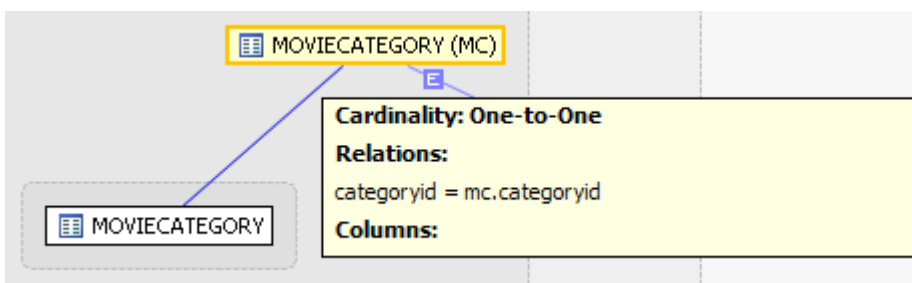 MOVIECATEGORY (MC)
E
Cardinality: One-to-One
Relations:
categoryid = mc.categoryid
MOVIECATEGORY
Columns: